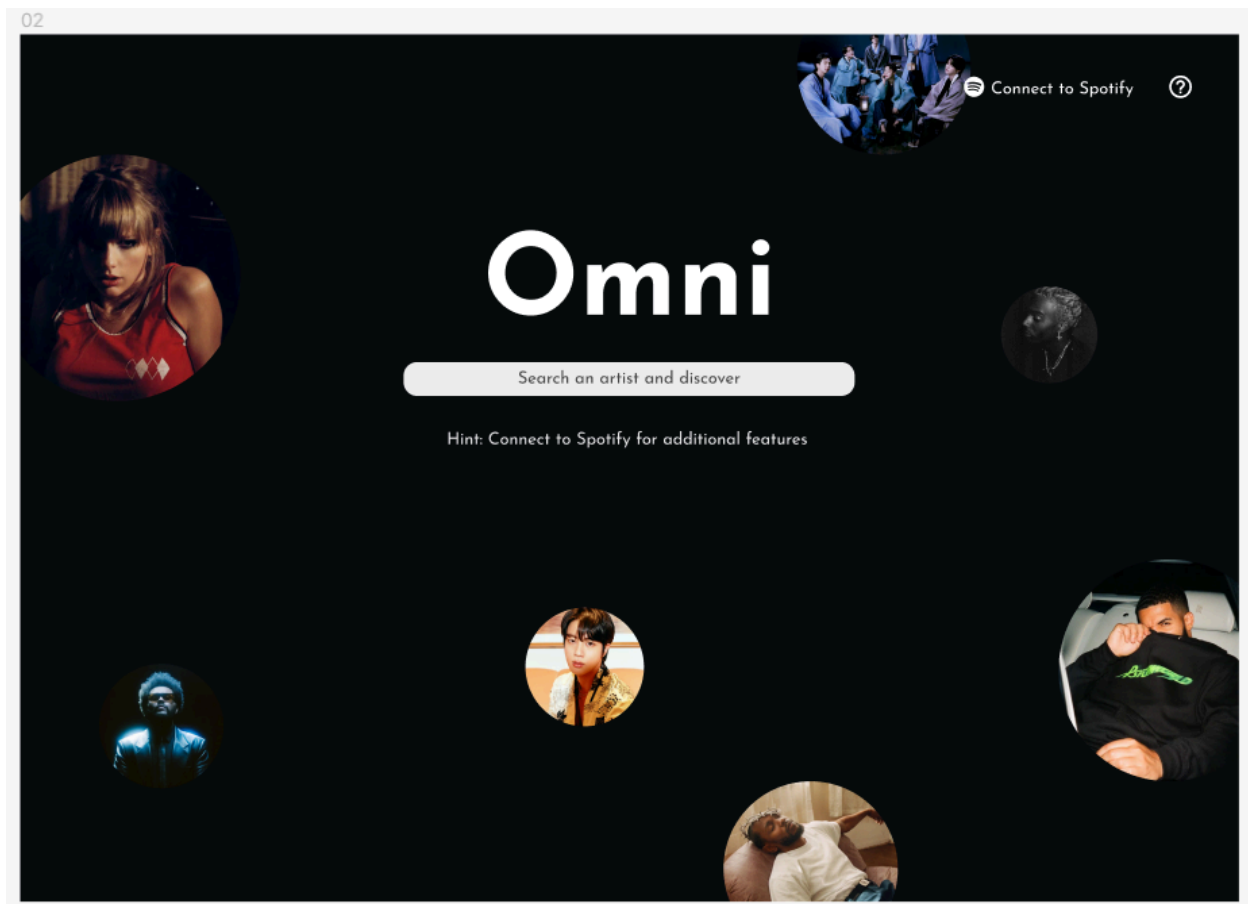 02
Connect to Spotify
Omni
Search an artist and discover
Hint: Connect to Spotify for additional features